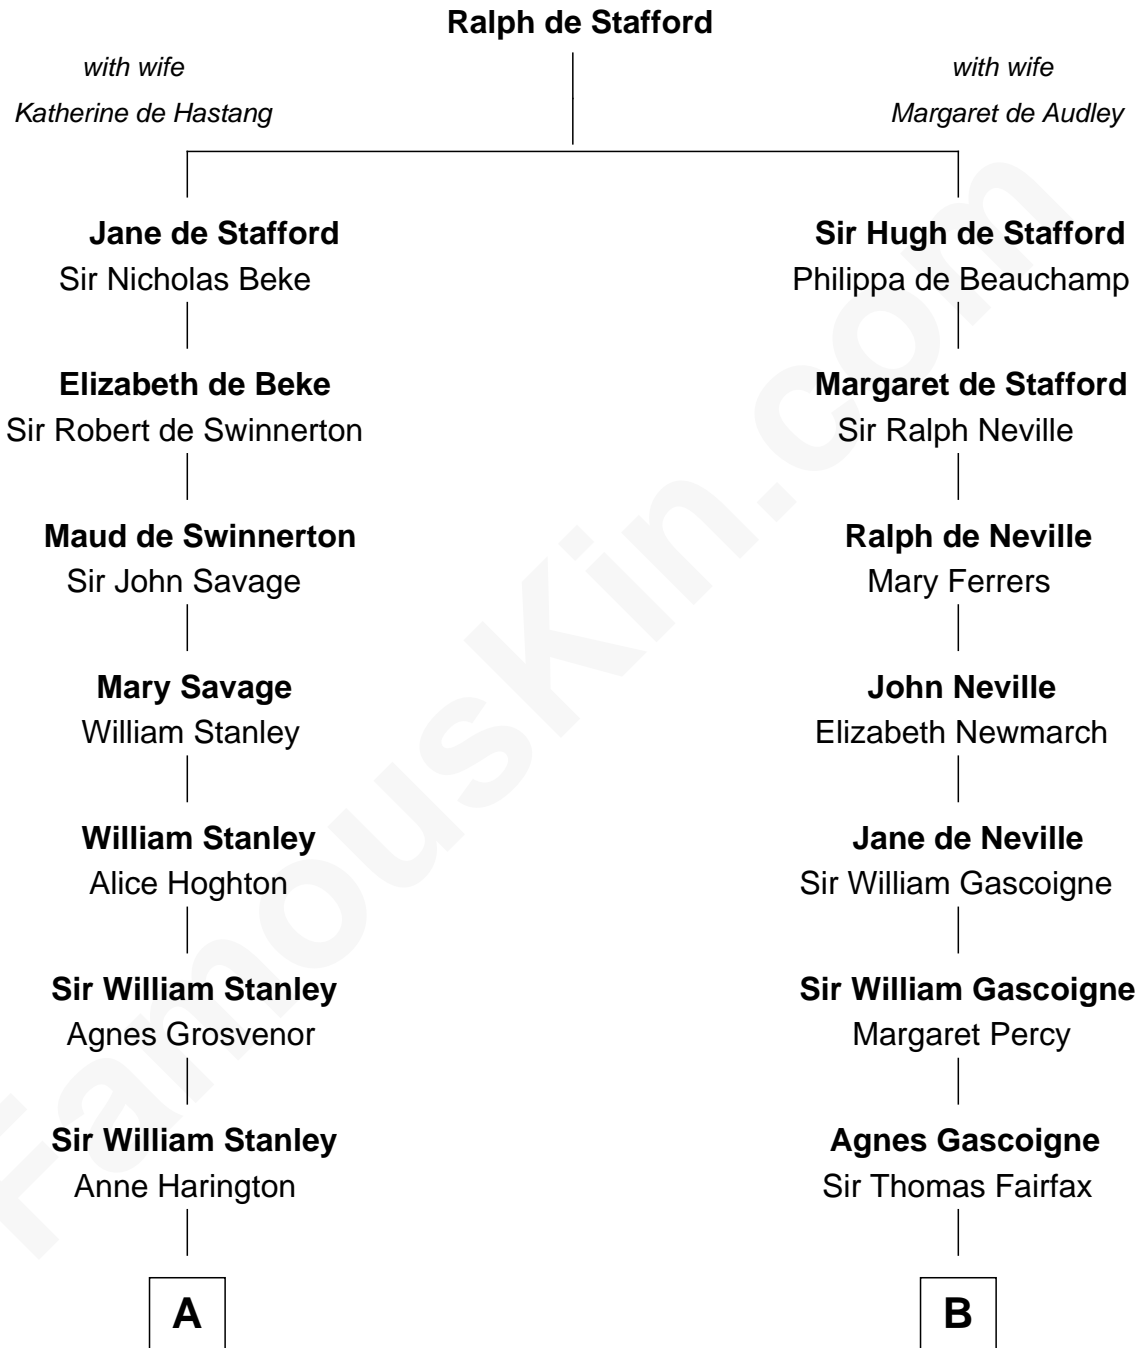 Ralph de Stafford
with wife
Katherine de Hastang
with wife
Margaret de Audley
Jane de Stafford
Sir Nicholas Beke
Sir Hugh de Stafford
Philippa de Beauchamp
Elizabeth de Beke
Sir Robert de Swinnerton
Margaret de Stafford
Sir Ralph Neville
Maud de Swinnerton
Sir John Savage
Ralph de Neville
Mary Ferrers
Mary Savage
William Stanley
John Neville
Elizabeth Newmarch
William Stanley
Alice Hoghton
Jane de Neville
Sir William Gascoigne
Sir William Stanley
Agnes Grosvenor
Sir William Gascoigne
Margaret Percy
Sir William Stanley
Anne Harington
Agnes Gascoigne
Sir Thomas Fairfax
A
B
FamousKin.com